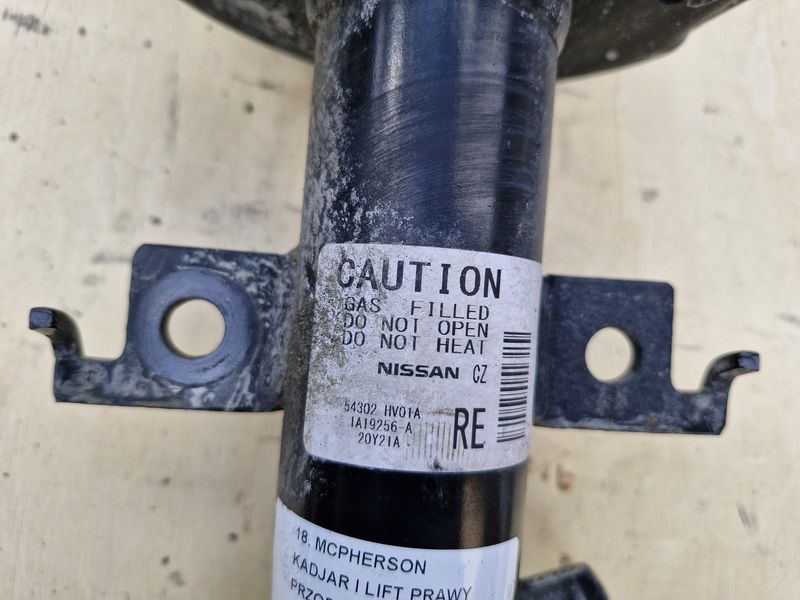 CAUTION
GAS FILLED
DO NOT OPEN
DO NOT HEAT
NISSAN CZ
54302 HV01A
1A19256-A
20Y21A
RE
18. MCPHERSON
KADJAR I LIFT PRAWY